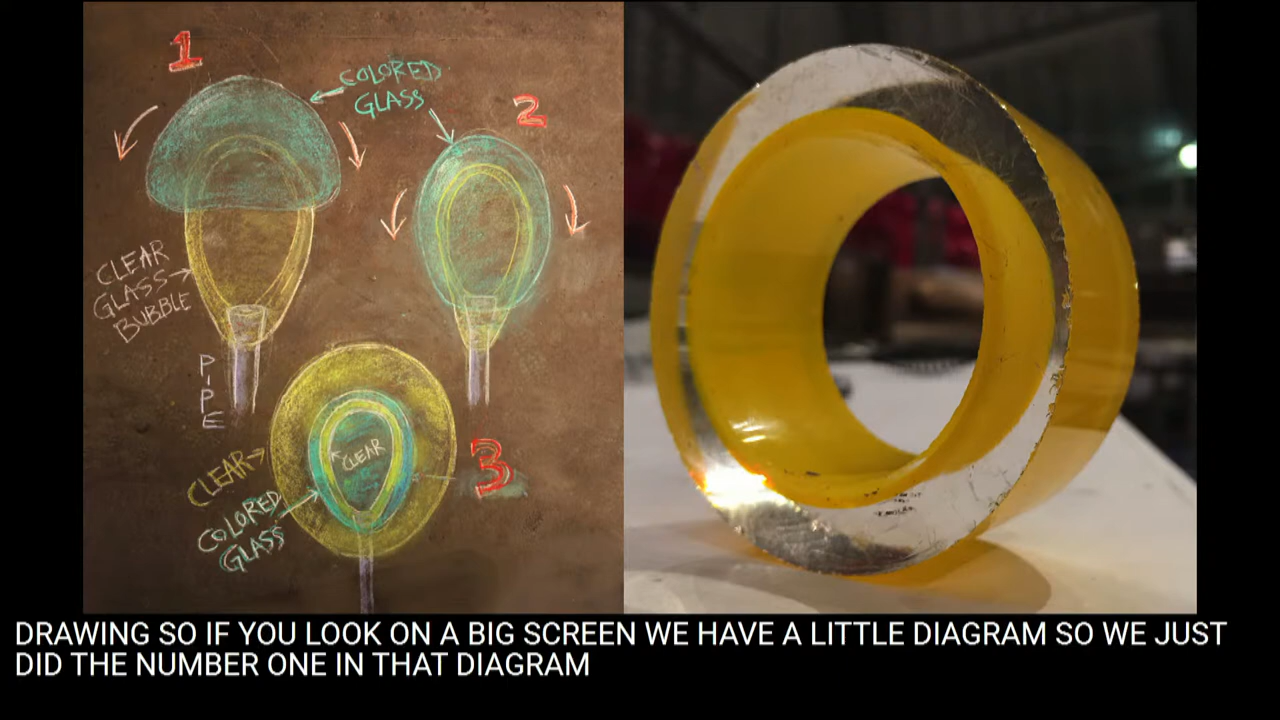 1
COLORED
GLASS
2
CLEAR
GLASS
BUBBLE
PIPE
CLEAR
CLEAR
3
COLORED
GLASS
DRAWING SO IF YOU LOOK ON A BIG SCREEN WE HAVE A LITTLE DIAGRAM SO WE JUST
DID THE NUMBER ONE IN THAT DIAGRAM